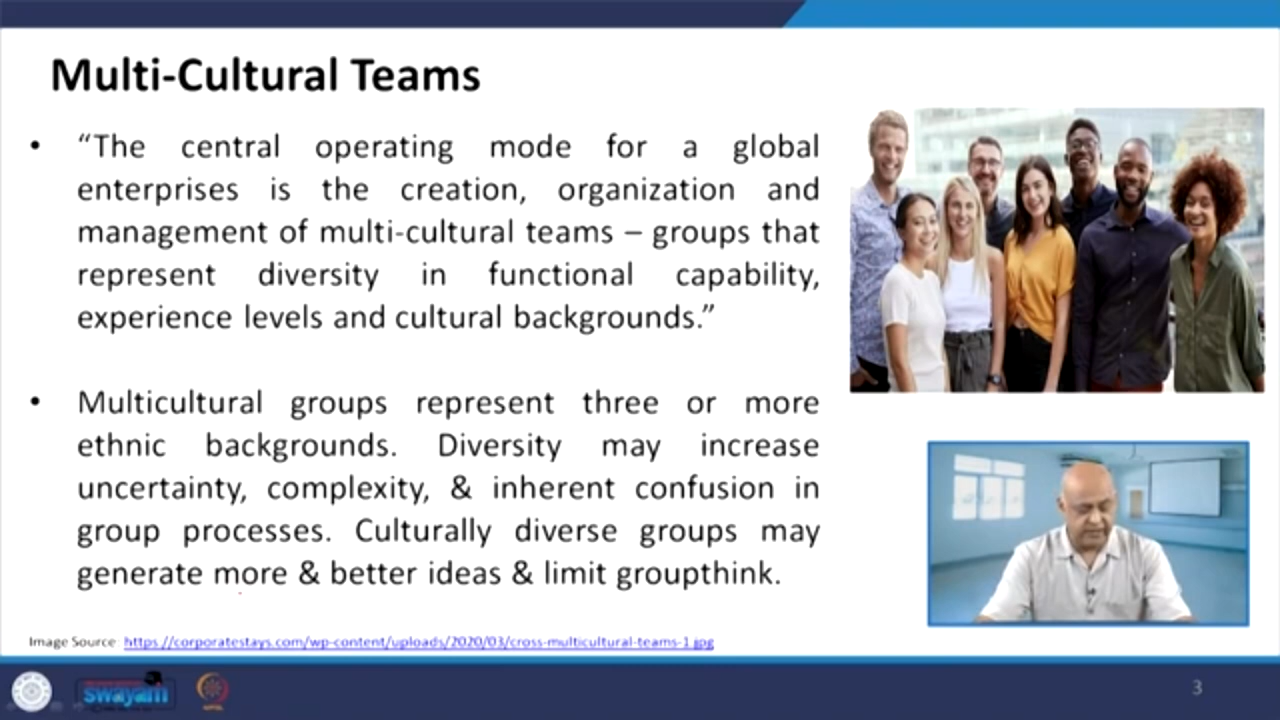 Multi-Cultural Teams
• “The central operating mode for a global
enterprises is the creation, organization and
management of multi-cultural teams – groups that
represent diversity in functional capability,
experience levels and cultural backgrounds.”
• Multicultural groups represent three or more
ethnic backgrounds. Diversity may increase
uncertainty, complexity, & inherent confusion in
group processes. Culturally diverse groups may
generate more & better ideas & limit groupthink.
Image Source: https://corporatestays.com/wp-content/uploads/2020/03/cross-multicultural-teams-1.jpg
swayam
3